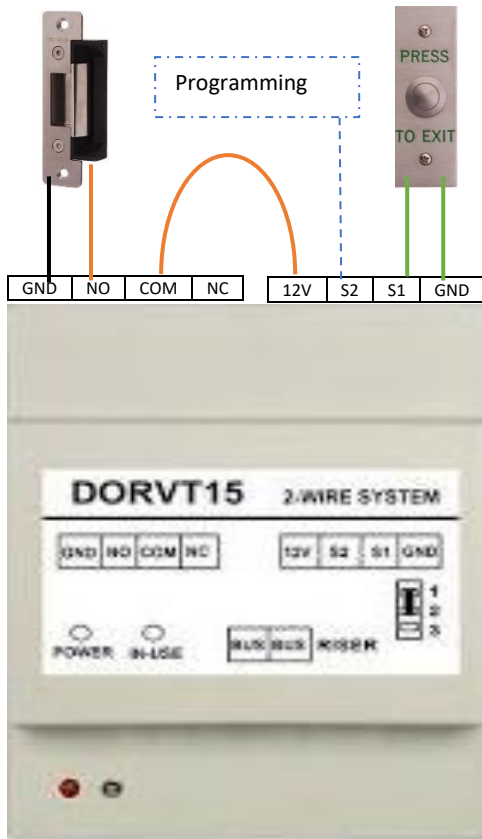 PRESS
TO EXIT
Programming
GND NO COM NC 12V S2 S1 GND
DORVT15 2-WIRE SYSTEM
GND NO COM NC 12V S2 S1 GND
1
2
3
POWER IN-USE BUS BUS RISER